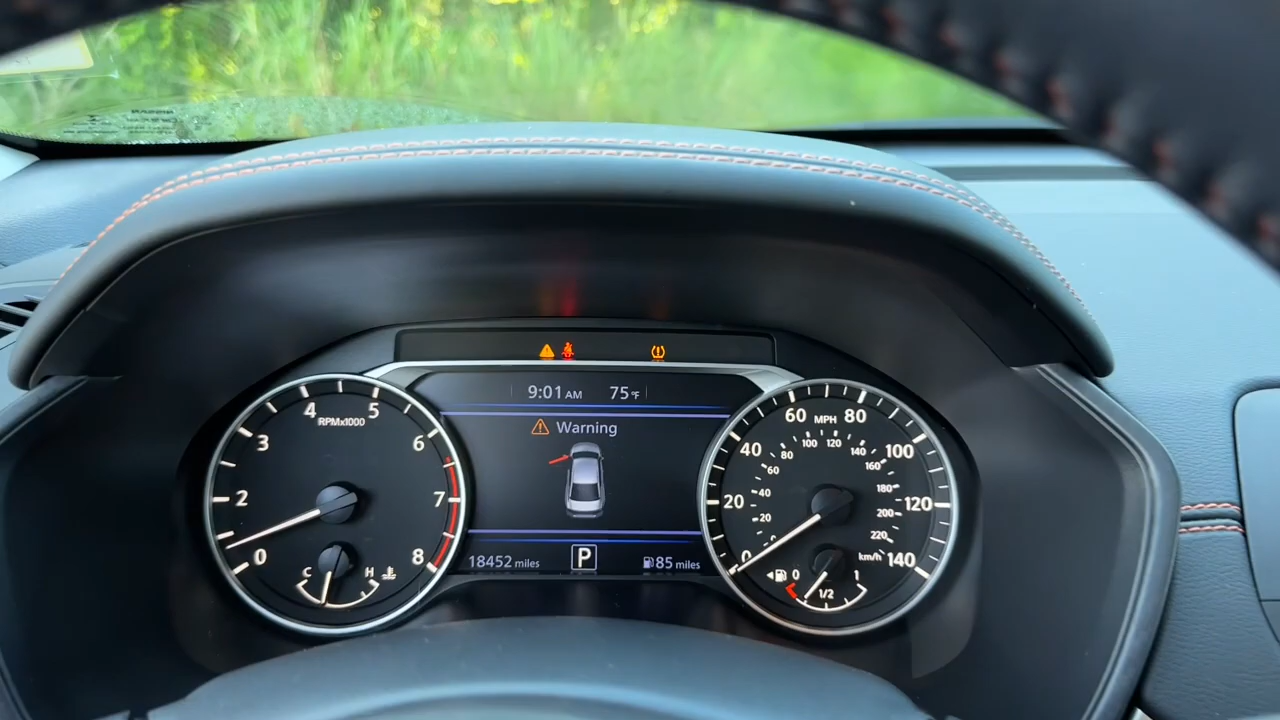 9:01 AM 75°F
Warning
18452 miles P 85 miles
0 2 3 4 5 6 7 8
RPMx1000
C H
0 20 40 60 80 100 120 140
MPH
0 20 40 60 80 100 120 140 160 180 200 220
km/h
0 1/2 1